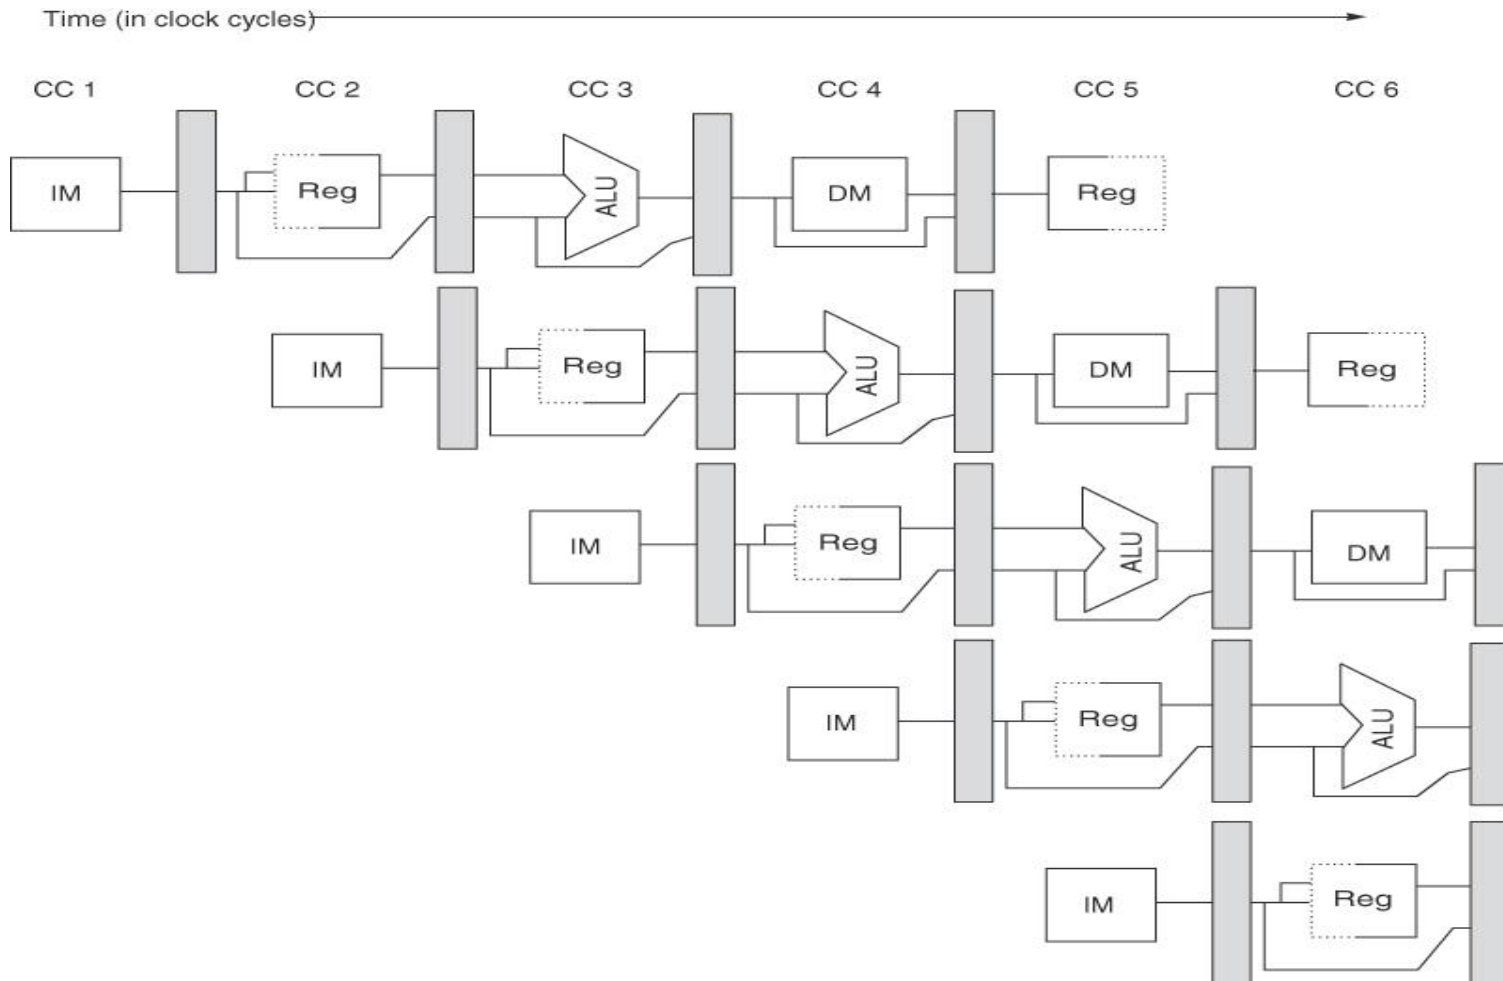 Time (in clock cycles)
CC 1 CC 2 CC 3 CC 4 CC 5 CC 6
IM Reg ALU DM Reg
IM Reg ALU DM Reg
IM Reg ALU DM
IM Reg ALU
IM Reg